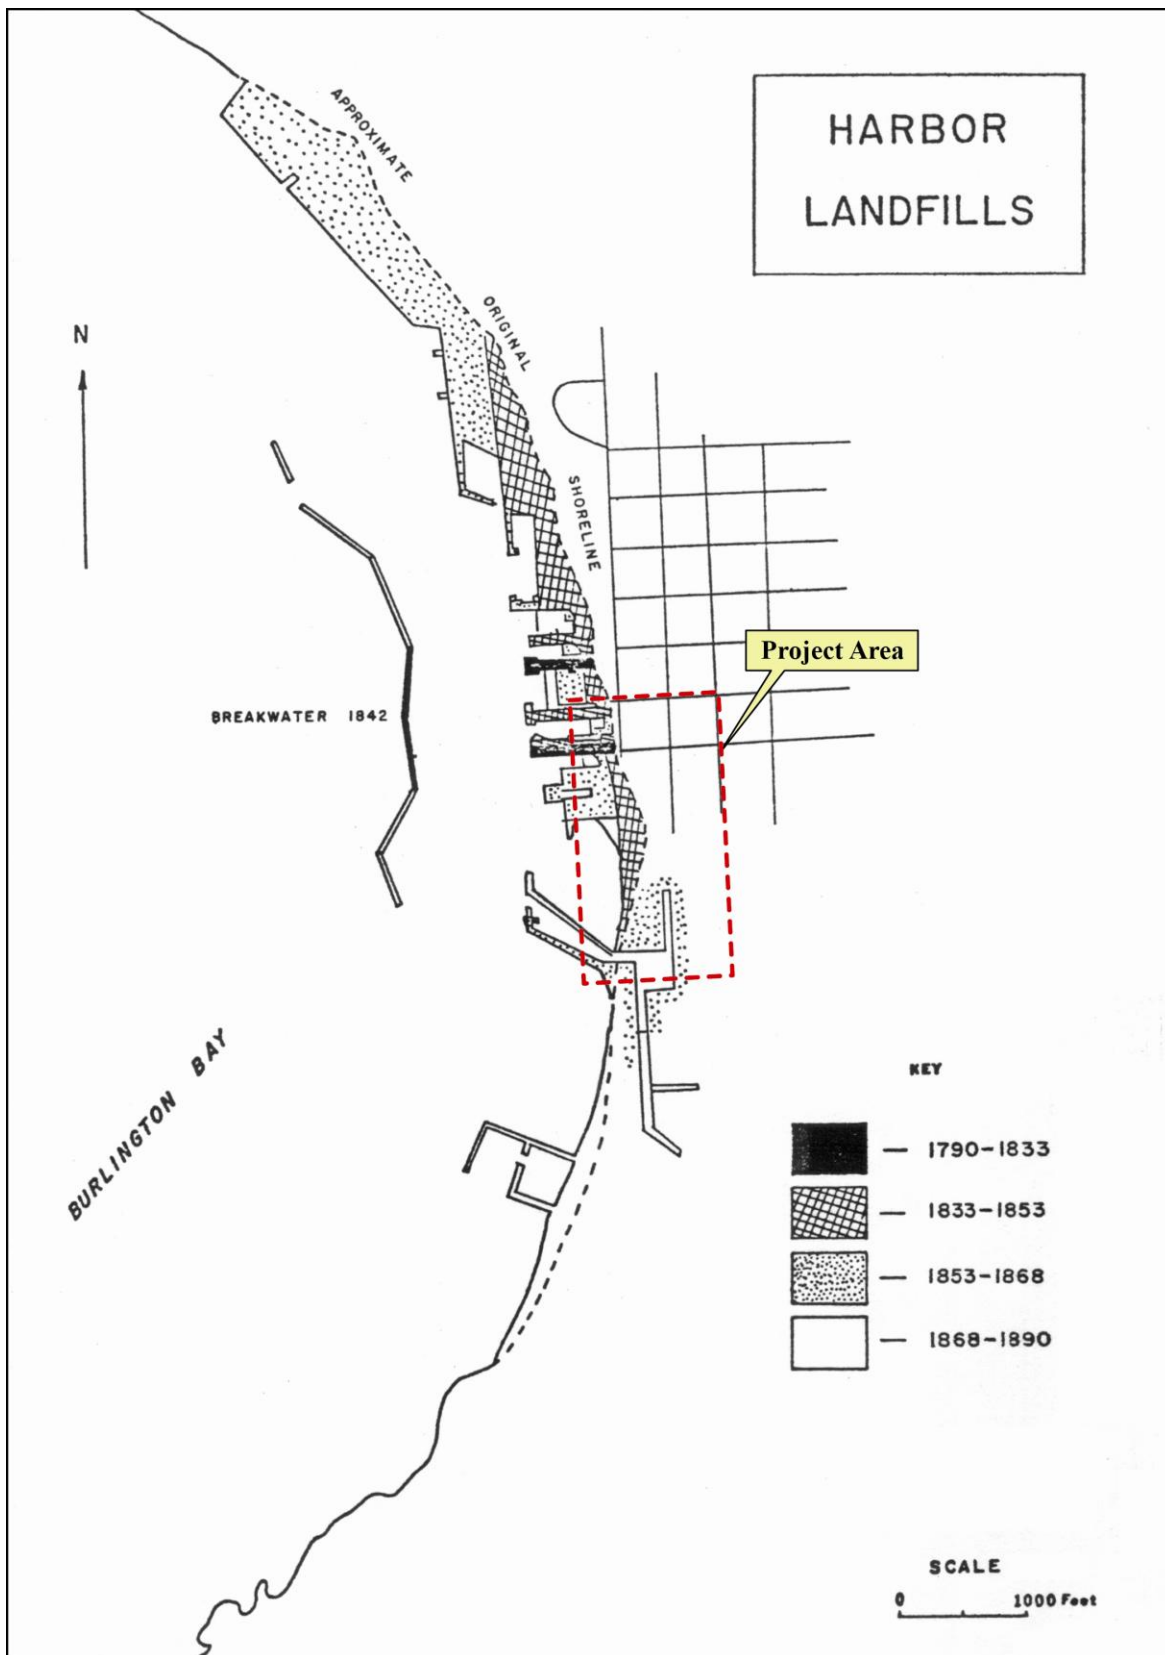 HARBOR
LANDFILLS
APPROXIMATE
ORIGINAL
SHORELINE
N
Project Area
BREAKWATER 1842
BURLINGTON BAY
KEY
— 1790-1833
— 1833-1853
— 1853-1868
— 1868-1890
SCALE
0 1000 Feet